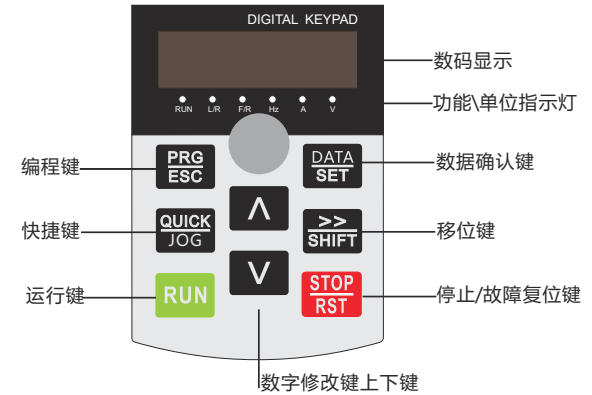 DIGITAL KEYPAD
数码显示
RUN L/R F/R Hz A V
功能\单位指示灯
编程键
PRG
ESC
DATA
SET
数据确认键
快捷键
QUICK
JOG
∧
>>
SHIFT
移位键
运行键
RUN
∨
STOP
RST
停止/故障复位键
数字修改键上下键